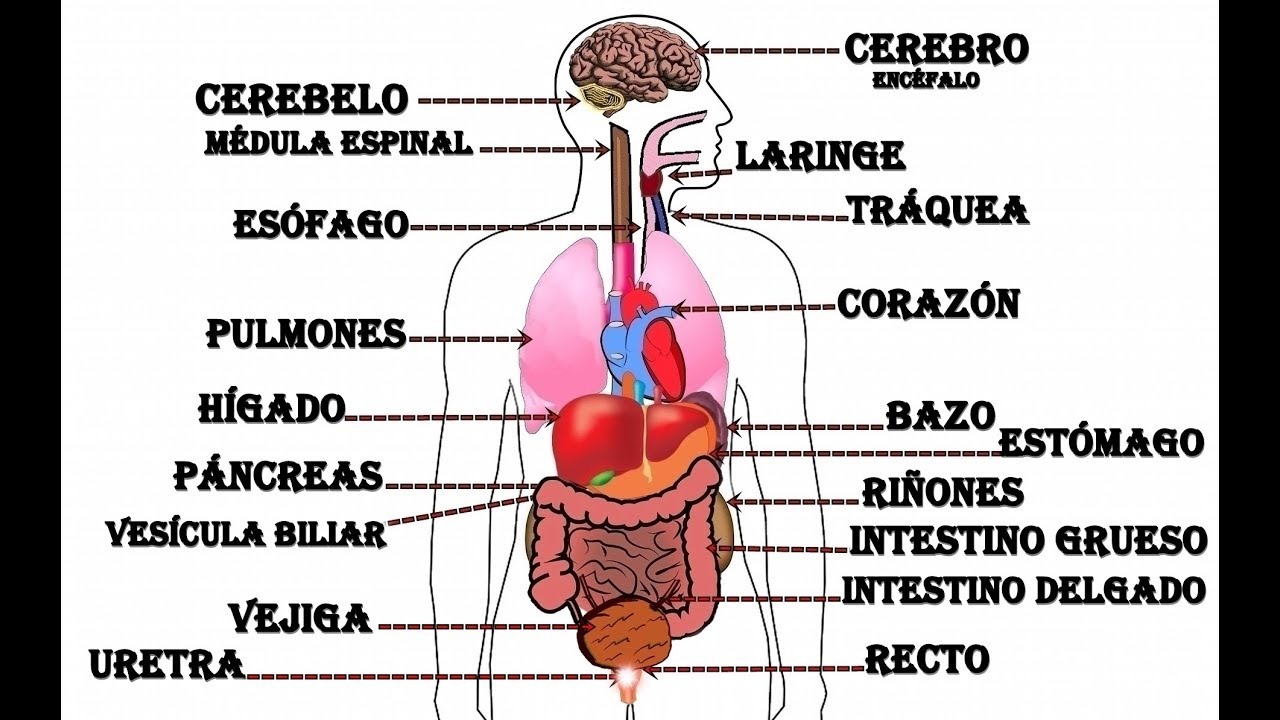 CEREBRO
ENCÉFALO
CEREBELO
MÉDULA ESPINAL
LARINGE
TRÁQUEA
ESÓFAGO
CORAZÓN
PULMONES
HÍGADO
BAZO
ESTÓMAGO
PÁNCREAS
RIÑONES
VESÍCULA BILIAR
INTESTINO GRUESO
INTESTINO DELGADO
VEJIGA
URETRA
RECTO